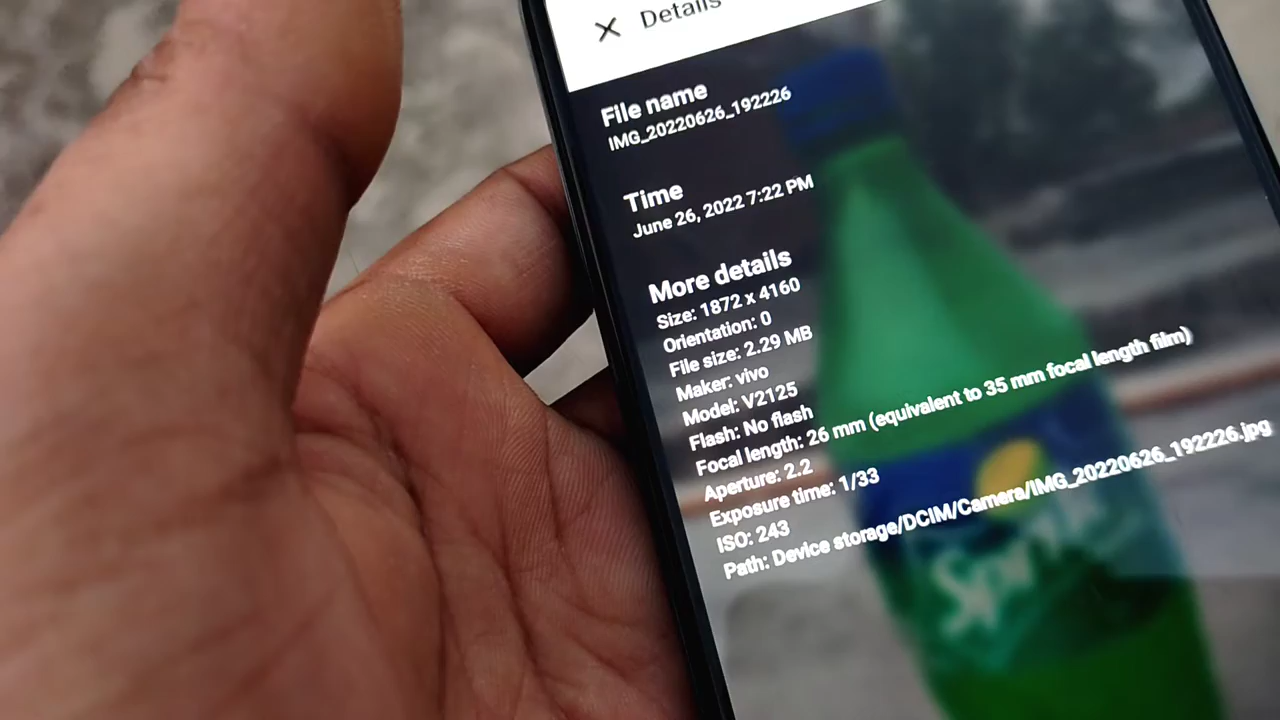 Details
File name
IMG_20220626_192226
Time
June 26, 2022 7:22 PM
More details
Size: 1872 x 4160
Orientation: 0
File size: 2.29 MB
Maker: vivo
Model: V2125
Flash: No flash
Focal length: 26 mm (equivalent to 35 mm focal length film)
Aperture: 2.2
Exposure time: 1/33
ISO: 243
Path: Device storage/DCIM/Camera/IMG_20220626_192226.jpg
Sprite